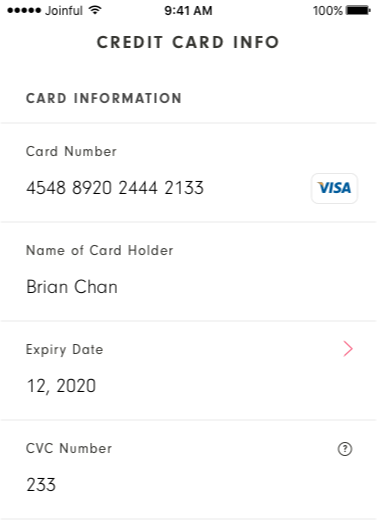 Joinful 9:41 AM 100%
CREDIT CARD INFO
CARD INFORMATION
Card Number
4548 8920 2444 2133 VISA
Name of Card Holder
Brian Chan
Expiry Date
12, 2020
CVC Number ?
233